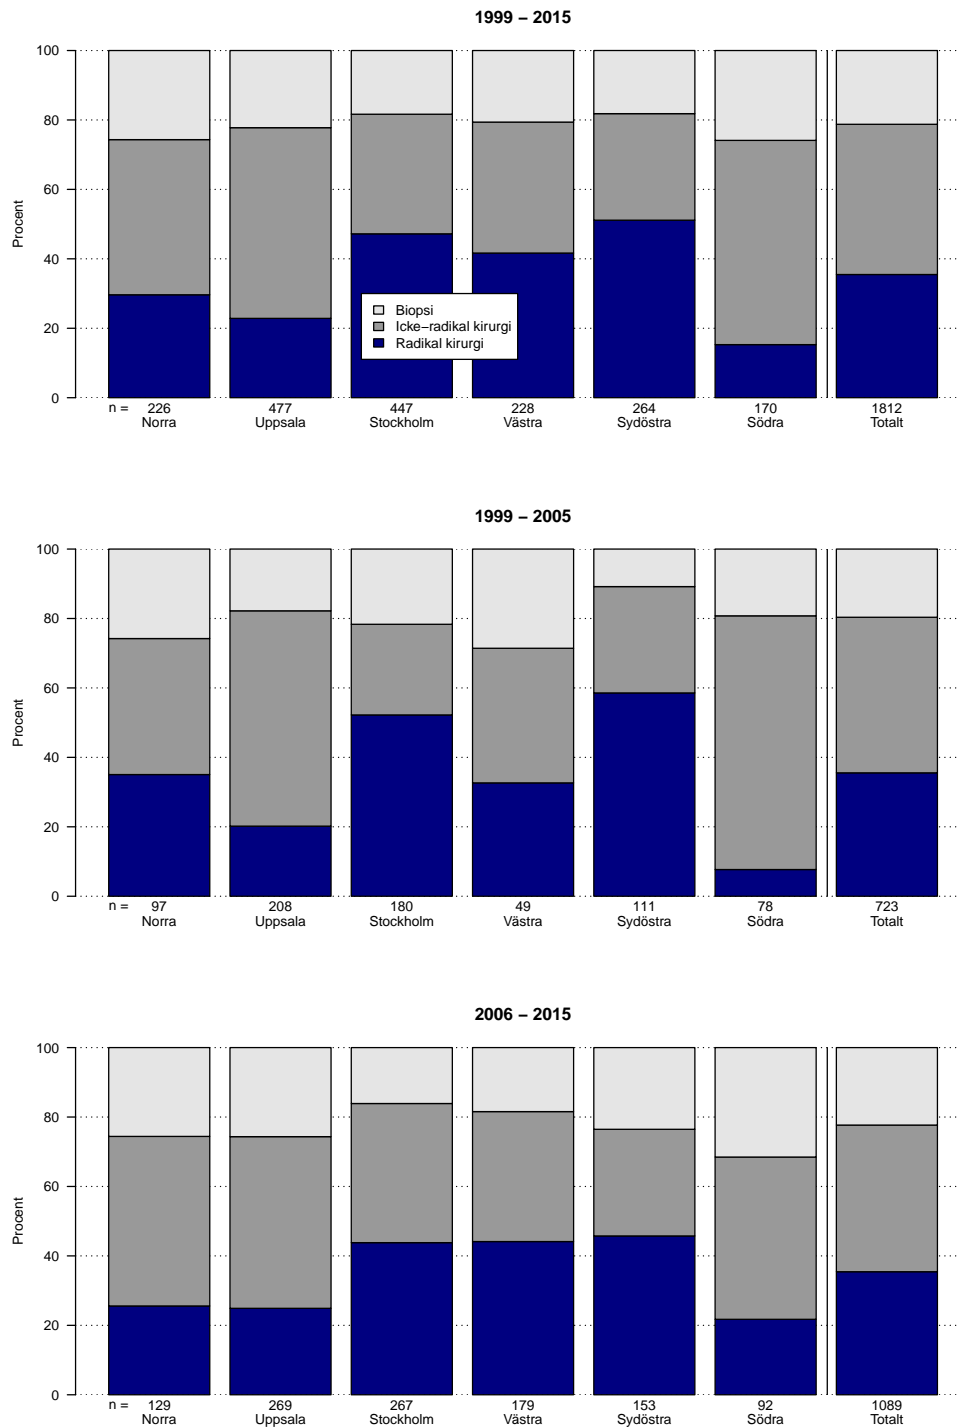 1999 – 2015
100
80
60
40
20
0
Procent
Biopsi
Icke–radikal kirurgi
Radikal kirurgi
n = 226 477 447 228 264 170 1812
Norra Uppsala Stockholm Västra Sydöstra Södra Totalt
1999 – 2005
100
80
60
40
20
0
Procent
n = 97 208 180 49 111 78 723
Norra Uppsala Stockholm Västra Sydöstra Södra Totalt
2006 – 2015
100
80
60
40
20
0
Procent
n = 129 269 267 179 153 92 1089
Norra Uppsala Stockholm Västra Sydöstra Södra Totalt